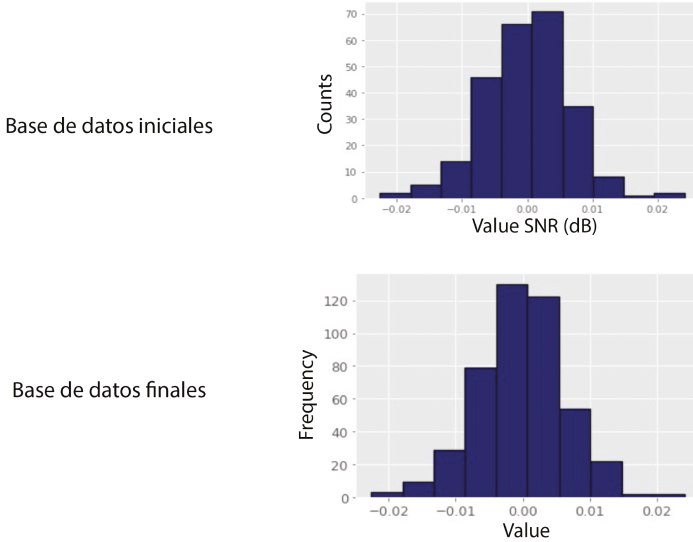 Base de datos iniciales
Counts
70
60
50
40
30
20
10
0
−0.02 −0.01 0.00 0.01 0.02
Value SNR (dB)
Base de datos finales
Frequency
120
100
80
60
40
20
0
−0.02 −0.01 0.00 0.01 0.02
Value